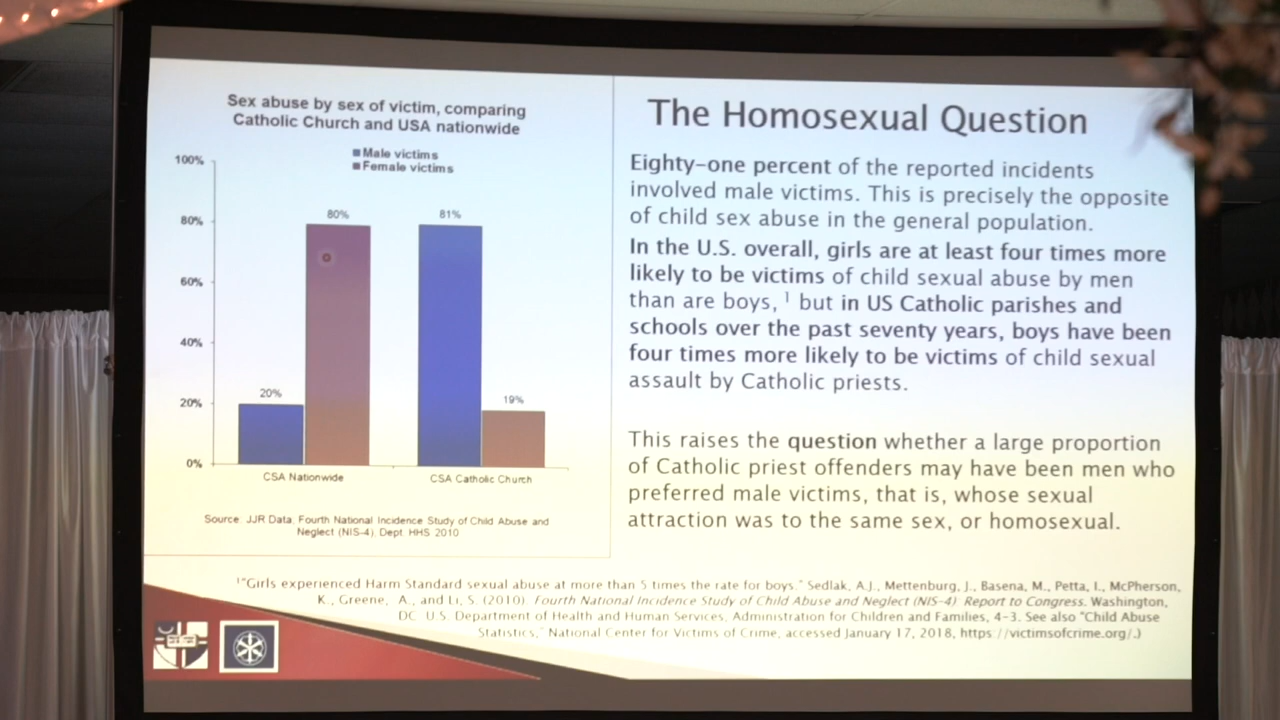 Sex abuse by sex of victim, comparing
Catholic Church and USA nationwide
Male victims
Female victims
100%
80%
60%
40%
20%
0%
20%
80%
81%
19%
CSA Nationwide
CSA Catholic Church
Source: JJR Data, Fourth National Incidence Study of Child Abuse and
Neglect (NIS-4), Dept. HHS 2010
The Homosexual Question
Eighty-one percent of the reported incidents
involved male victims. This is precisely the opposite
of child sex abuse in the general population.
In the U.S. overall, girls are at least four times more
likely to be victims of child sexual abuse by men
than are boys, 1 but in US Catholic parishes and
schools over the past seventy years, boys have been
four times more likely to be victims of child sexual
assault by Catholic priests.
This raises the question whether a large proportion
of Catholic priest offenders may have been men who
preferred male victims, that is, whose sexual
attraction was to the same sex, or homosexual.
1"Girls experienced Harm Standard sexual abuse at more than 5 times the rate for boys." Sedlak, A.J., Mettenburg, J., Basena, M., Petta, I., McPherson,
K., Greene, A., and Li, S. (2010). Fourth National Incidence Study of Child Abuse and Neglect (NIS-4): Report to Congress. Washington,
DC: U.S. Department of Health and Human Services, Administration for Children and Families, 4-3. See also "Child Abuse
Statistics," National Center for Victims of Crime, accessed January 17, 2018, https://victimsofcrime.org/.)